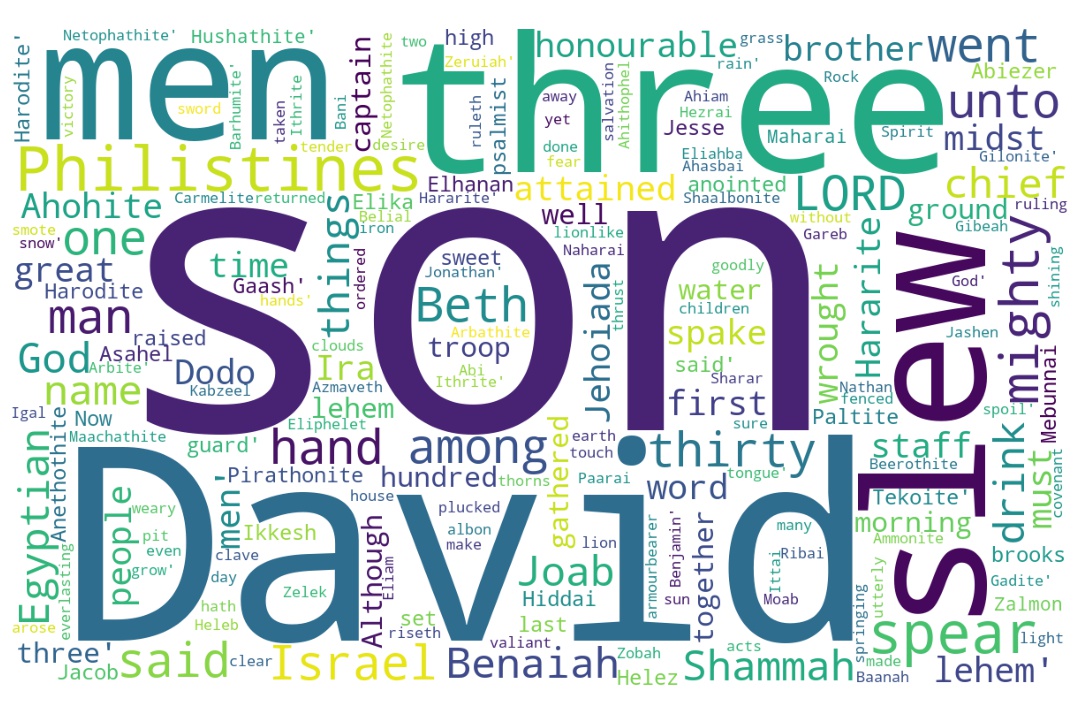 Netophathite'
Hushathite'
two
high
honourable
grass
brother
went
Harodite'
men
three
Zeruiah'
rain'
Rock
Abiezer
victory
sword
Barhumite'
taken
Ithrite
Bani
captain
Netophathite
ruleth
psalmist
away
yet
salvation
Ahithophel
Ahiam
Hezrai
Jesse
Maharai
Spirit
unto
midst
Gilonite'
tender
desire
done
fear
Eliahba
Ahasbai
Philistines
Elhanan
attained
anointed
Shaalbonite
LORD
chief
Ahohite
Carmelite
returned
Elika
Hararite'
well
lionlike
without
Gareb
ground
Gibeah
ruling
smote
snow'
one
Belial
iron
Naharai
things
ordered
son
great
Harodite
time
Gaash'
hands'
sweet
Jonathan'
Beth
Arbathite
troop
Abi
Ithrite'
Jehoiada
thrust
goodly
water
children
spake
said'
wrought
Hararite
slew
God'
mighty
shining
Jashen
man
raised
clouds
God
Asahel
Arbite'
Dodo
Kabzeel
Ira
Azmaveth
Sharar
Nathan
fenced
Mebunnai
name
lehem
Eliphelet
first
sure
Paltite
spoil'
Igal
Now
Maachathite
guard'
hand
among
gathered
earth
touch
thirty
staff
Beerothite
drink
must
covenant
Egyptian
Anethothite
Pirathonite
men'
hundred
thorns
Paarai
word
tongue'
Tekoite'
David
people
weary
pit
even
grow'
everlasting
Ikkesh
house
plucked
albon
make
lion
armourbearer
Benjamin'
together
many
Ribai
Ittai
morning
Ammonite
brooks
clave
day
Although
Eliam
Joab
Hiddai
sun
Moab
utterly
Gadite'
Zalmon
arose
hath
Heleb
Zelek
set
riseth
last
valiant
Zobah
acts
springing
spear
light
three'
Jacob
said
clear
Israel
Benaiah
Helez
Shammah
made
Baanah
lehem'